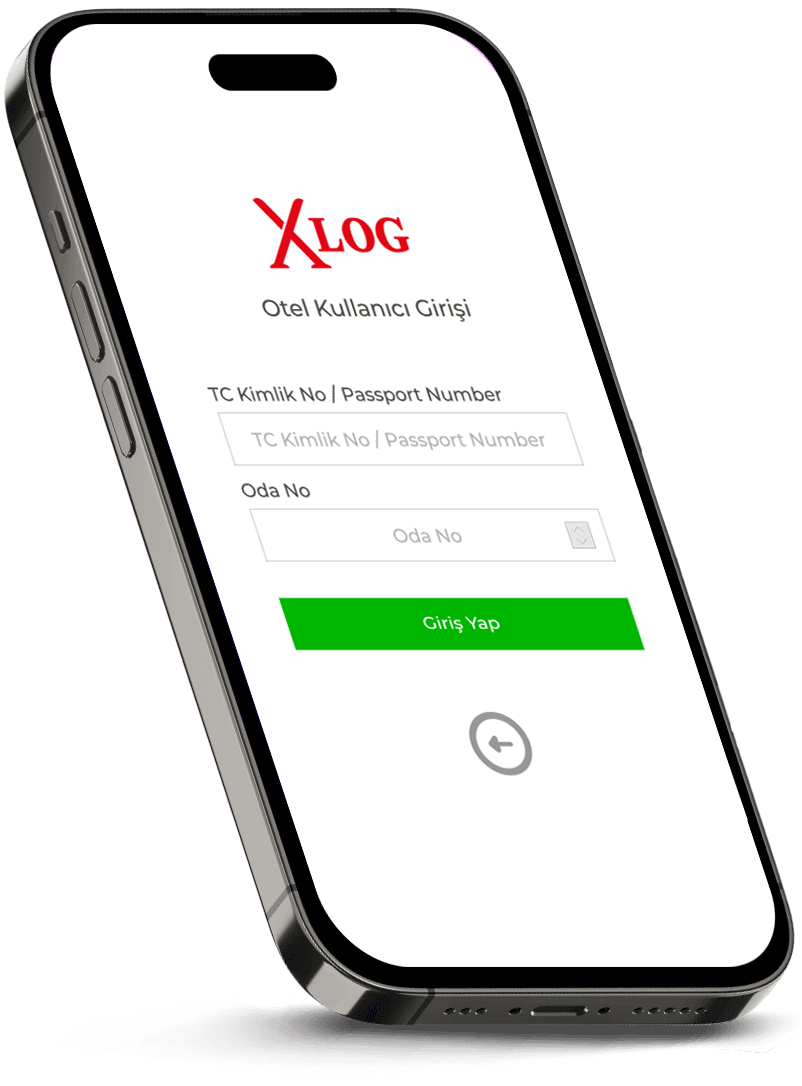 XLOG
Otel Kullanıcı Girişi
TC Kimlik No / Passport Number
TC Kimlik No / Passport Number
Oda No
Oda No
Giriş Yap